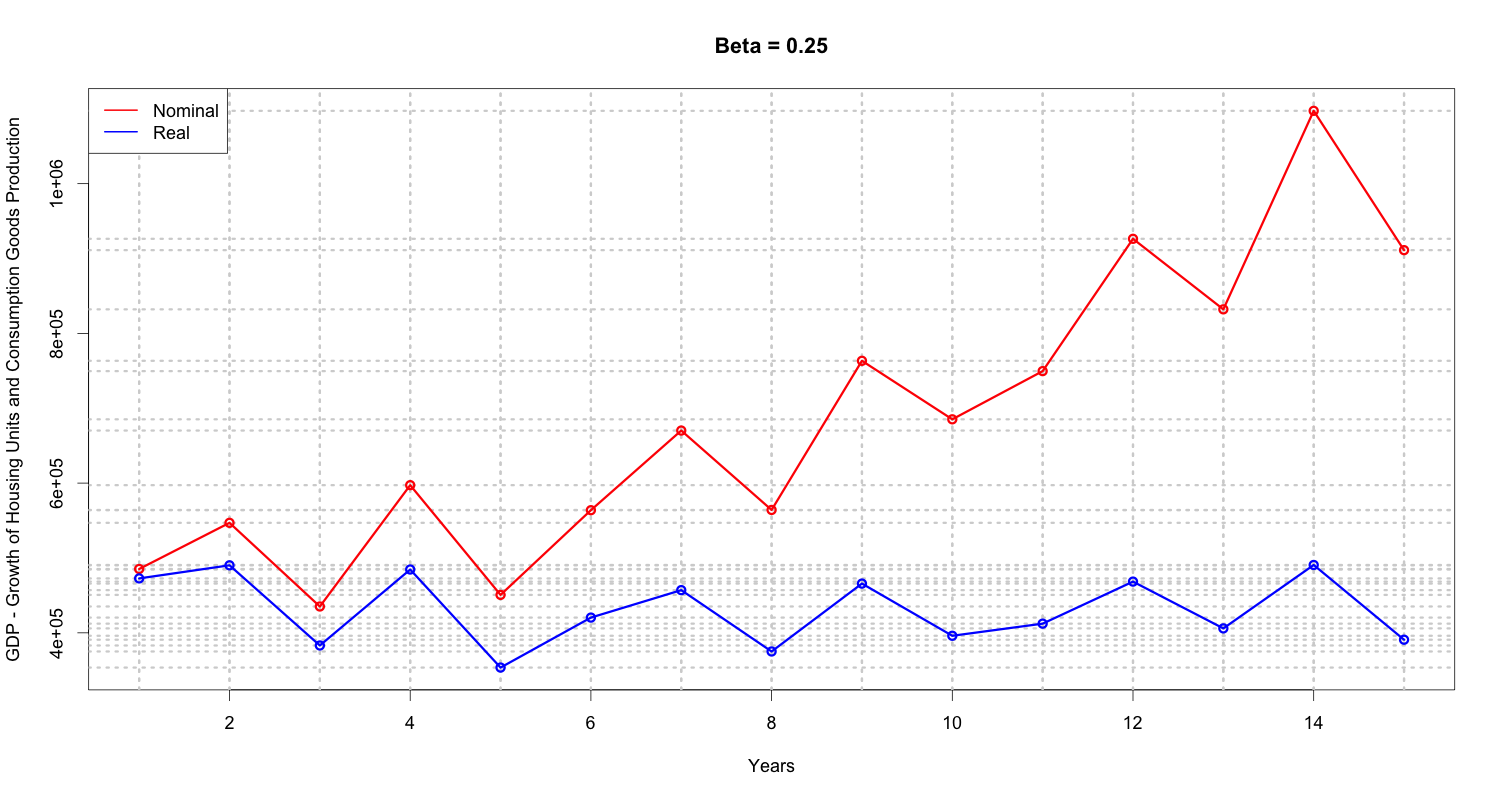 Beta = 0.25
Nominal
Real
GDP - Growth of Housing Units and Consumption Goods Production
1e+06
8e+05
6e+05
4e+05
2 4 6 8 10 12 14
Years